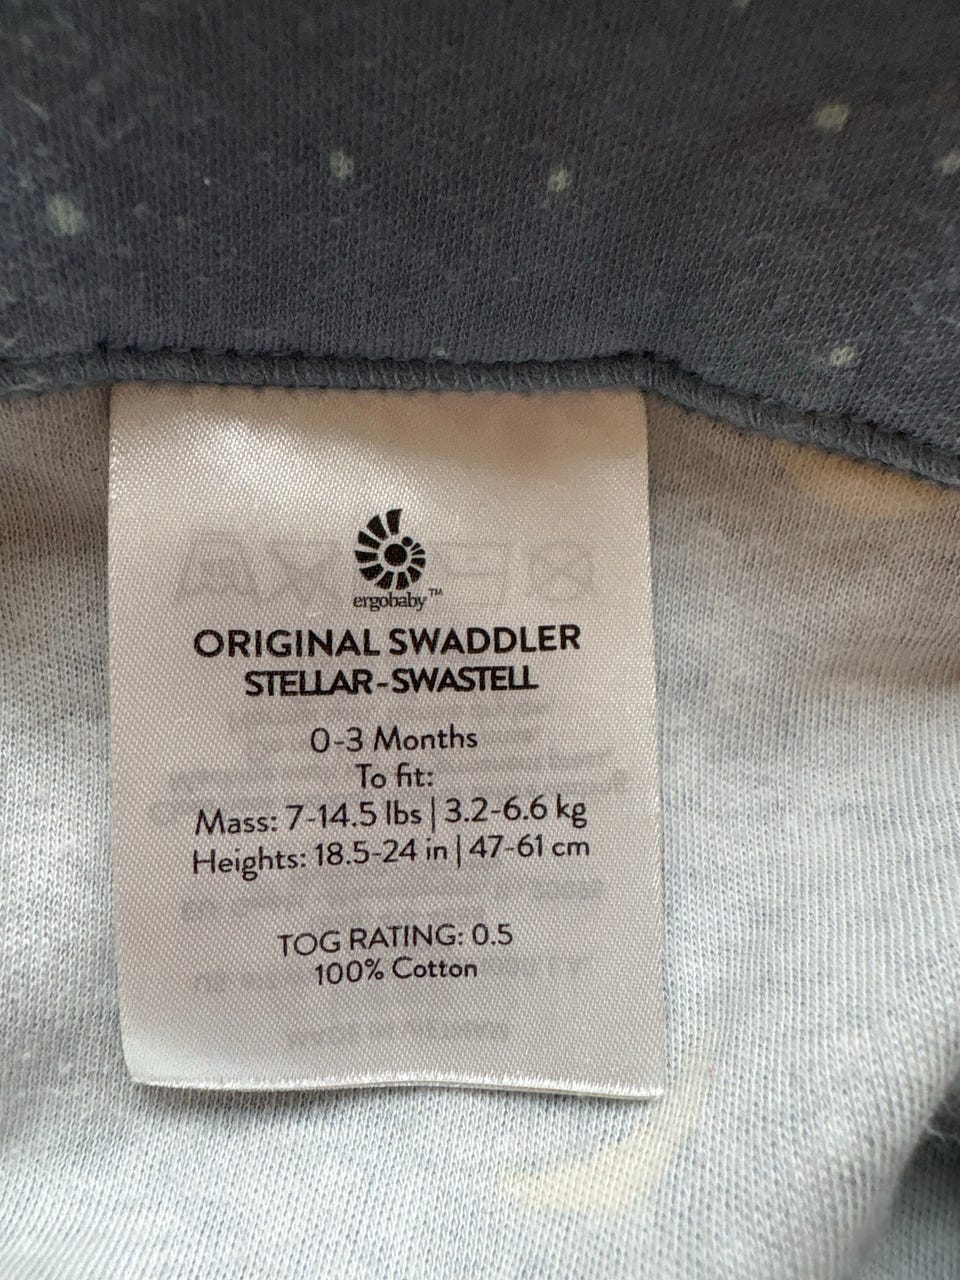 ergobaby™
ORIGINAL SWADDLER
STELLAR-SWASTELL
0-3 Months
To fit:
Mass: 7-14.5 lbs | 3.2-6.6 kg
Heights: 18.5-24 in | 47-61 cm
TOG RATING: 0.5
100% Cotton